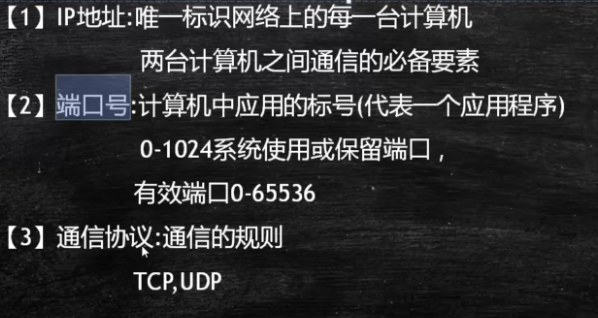 【1】IP地址:唯一标识网络上的每一台计算机
两台计算机之间通信的必备要素
【2】端口号:计算机中应用的标号(代表一个应用程序)
0-1024系统使用或保留端口，
有效端口0-65536
【3】通信协议:通信的规则
TCP,UDP